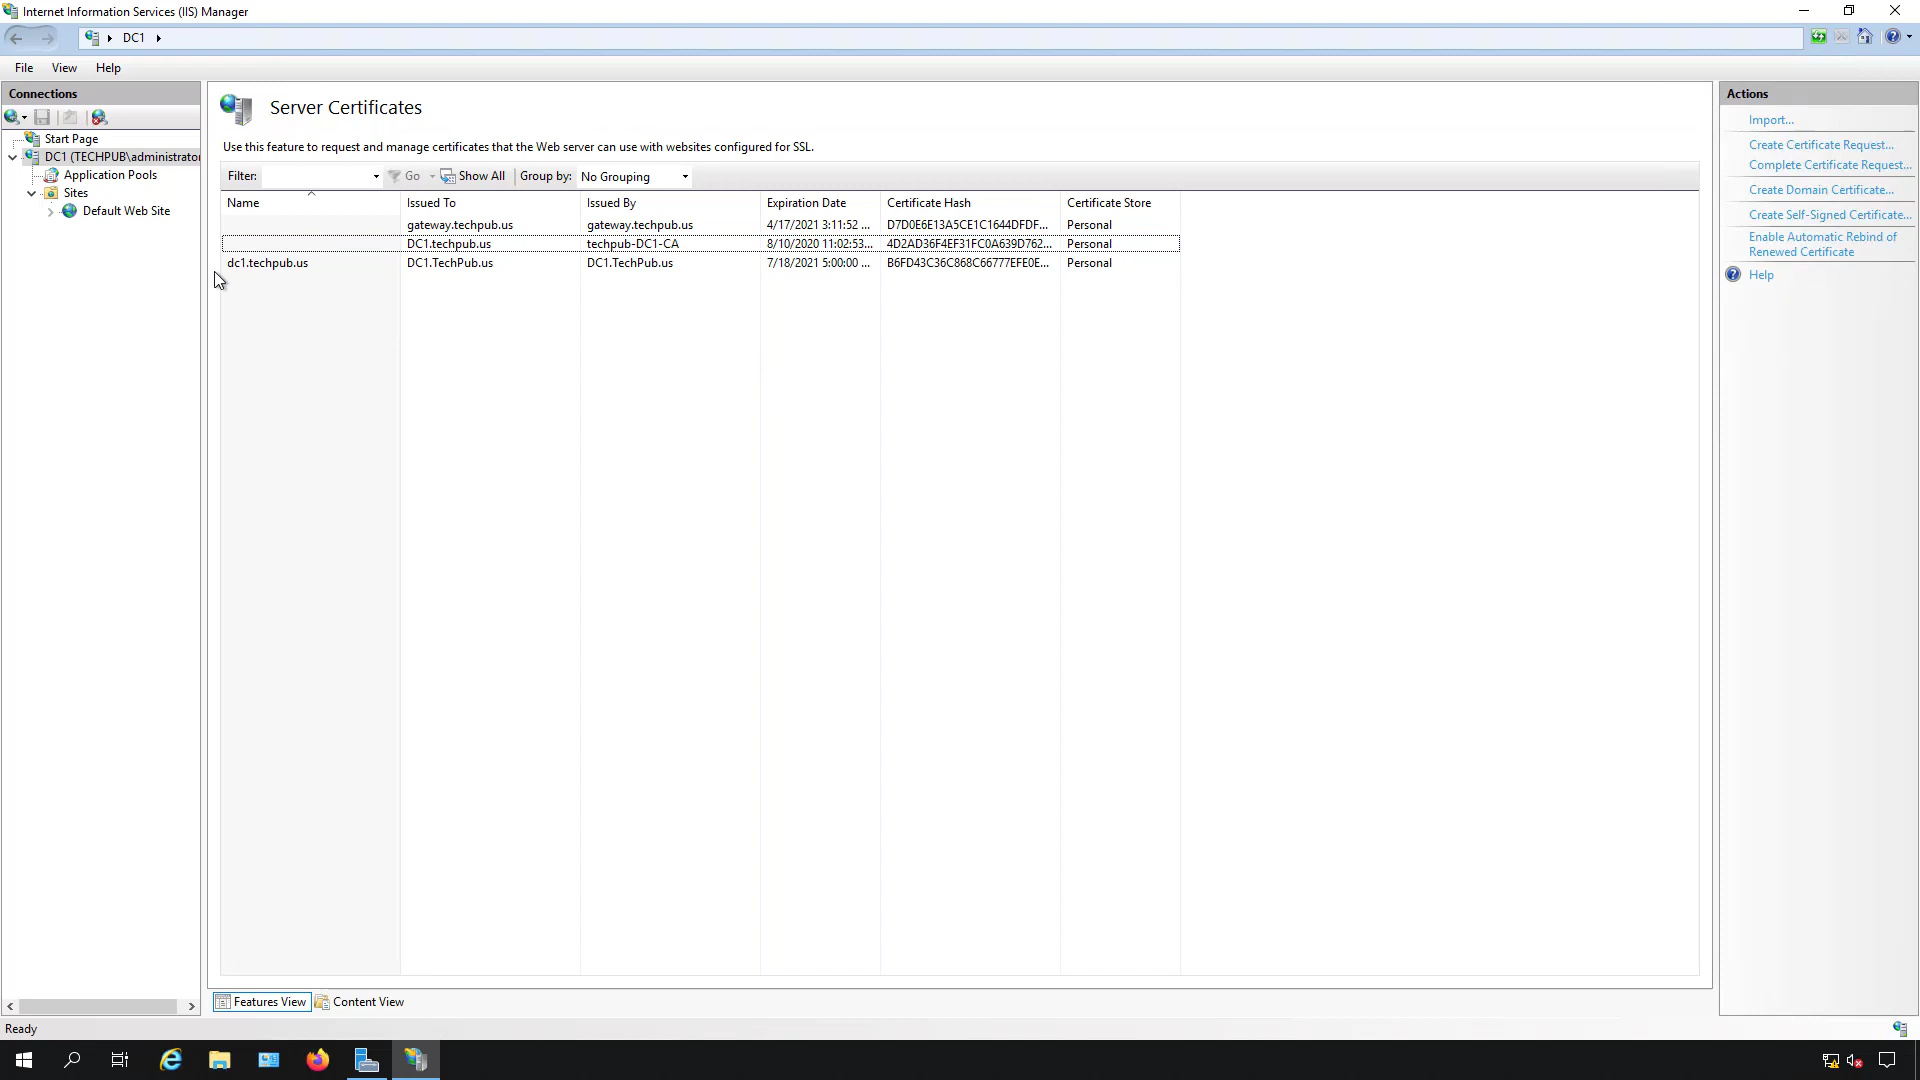 Internet Information Services (IIS) Manager
DC1
File View Help
Connections
Start Page
DC1 (TECHPUB\administrator
Application Pools
Sites
Default Web Site
Server Certificates
Use this feature to request and manage certificates that the Web server can use with websites configured for SSL.
Filter: Go Show All Group by: No Grouping
Name Issued To Issued By Expiration Date Certificate Hash Certificate Store
gateway.techpub.us gateway.techpub.us 4/17/2021 3:11:52 ... D7D0E6E13A5CE1C1644DFDF... Personal
DC1.techpub.us techpub-DC1-CA 8/10/2020 11:02:53... 4D2AD36F4EF31FC0A639D762... Personal
dc1.techpub.us DC1.TechPub.us DC1.TechPub.us 7/18/2021 5:00:00 ... B6FD43C36C868C66777EFE0E... Personal
Features View Content View
Actions
Import...
Create Certificate Request...
Complete Certificate Request...
Create Domain Certificate...
Create Self-Signed Certificate...
Enable Automatic Rebind of
Renewed Certificate
Help
Ready